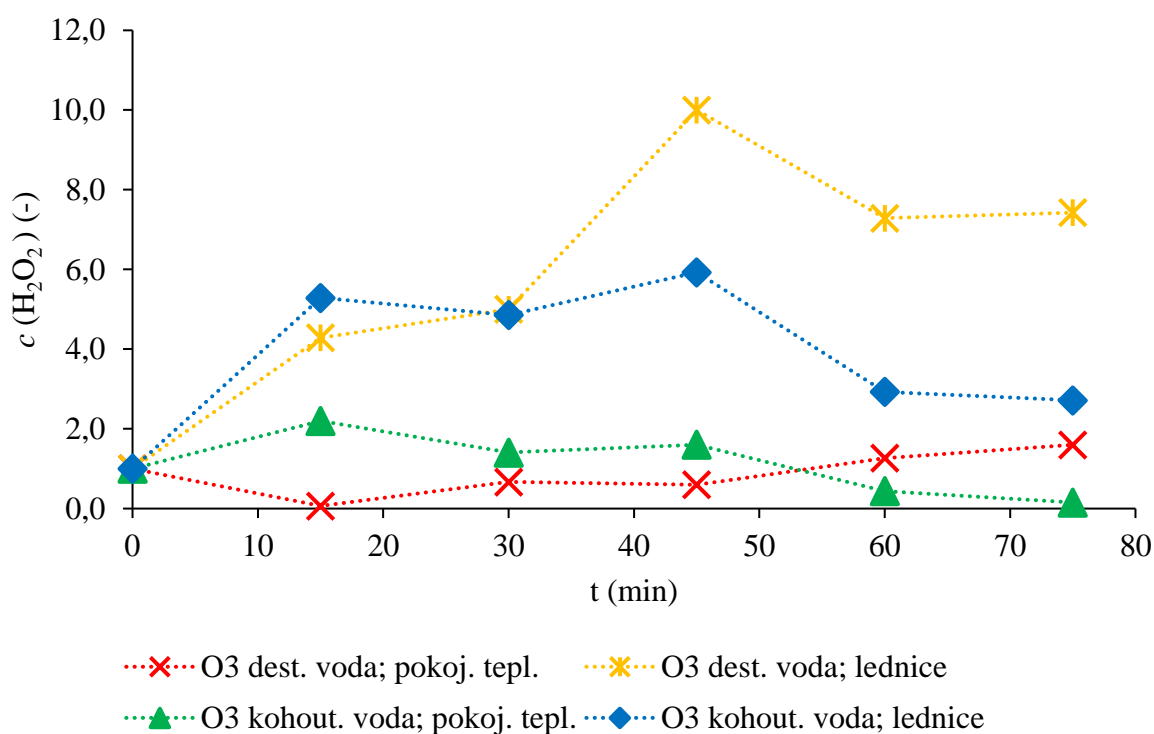 12,0
10,0
8,0
6,0
4,0
2,0
0,0
c (H₂O₂) (-)
0 10 20 30 40 50 60 70 80
t (min)
O3 dest. voda; pokoj. tepl. O3 dest. voda; lednice
O3 kohout. voda; pokoj. tepl. O3 kohout. voda; lednice